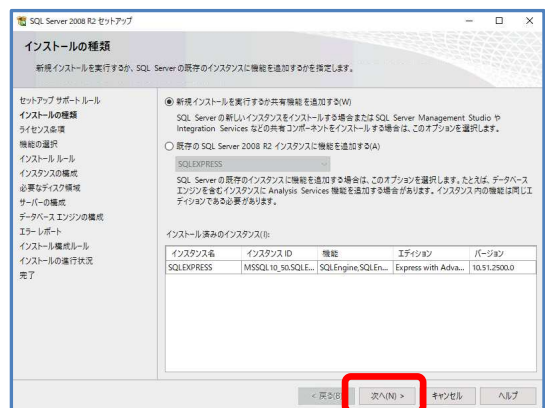 SQL Server 2008 R2 セットアップ
インストールの種類
新規インストールを実行するか、SQL Server の既存のインスタンスに機能を追加するかを指定します。
セットアップ サポート ルール
インストールの種類
ライセンス条項
機能の選択
インストール ルール
インスタンスの構成
必要なディスク領域
サーバーの構成
データベース エンジンの構成
エラー レポート
インストール構成ルール
インストールの進行状況
完了
新規インストールを実行するか共有機能を追加する(W)
SQL Server の新しいインスタンスをインストールする場合または SQL Server Management Studio や
Integration Services などの共有コンポーネントをインストールする場合は、このオプションを選択します。
既存の SQL Server 2008 R2 インスタンスに機能を追加する(A)
SQLEXPRESS
SQL Server の既存のインスタンスに機能を追加する場合は、このオプションを選択します。たとえば、データベース
エンジンを含むインスタンスに Analysis Services 機能を追加する場合があります。インスタンス内の機能は同じエ
ディションである必要があります。
インストール済みのインスタンス(I):
インスタンス名 インスタンス ID 機能 エディション バージョン
SQLEXPRESS MSSQL10_50.SQLE... SQLEngine,SQLEn... Express with Adva... 10.51.2500.0
< 戻る(B) 次へ(N) > キャンセル ヘルプ